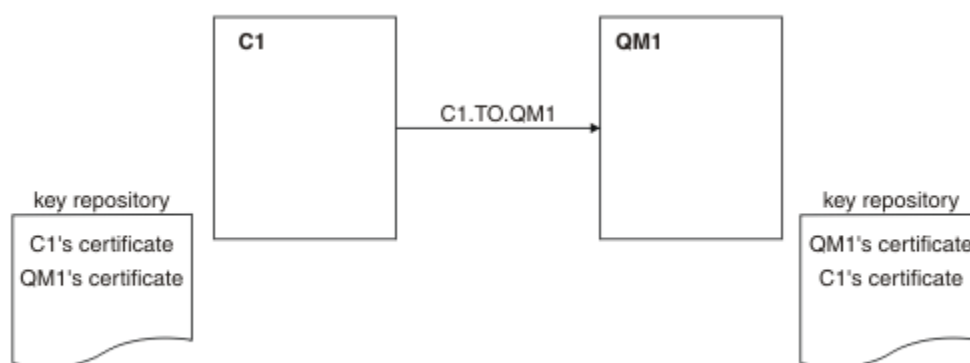 C1
QM1
C1.TO.QM1
key repository
C1's certificate
QM1's certificate
key repository
QM1's certificate
C1's certificate